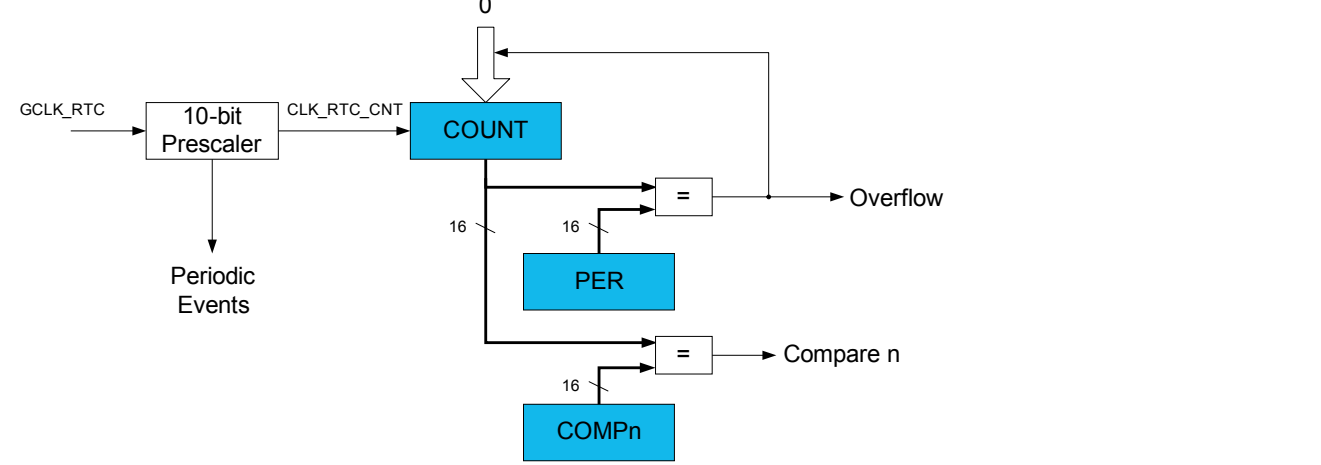 0
GCLK_RTC
10-bit
Prescaler
CLK_RTC_CNT
COUNT
=
Overflow
16
16
Periodic
Events
PER
=
Compare n
16
COMPn